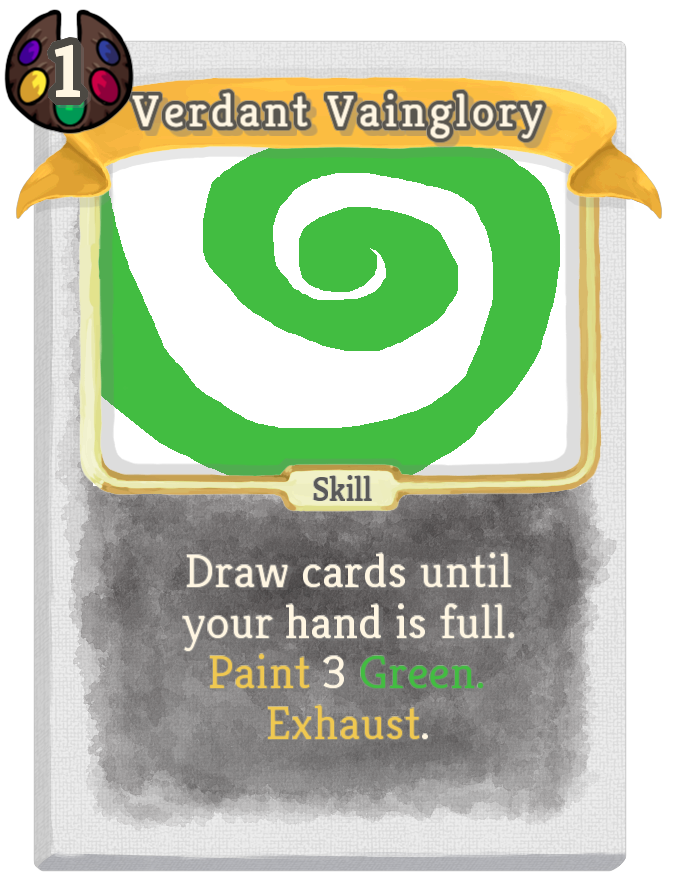 1
Verdant Vainglory
Skill
Draw cards until
your hand is full.
Paint 3 Green.
Exhaust.